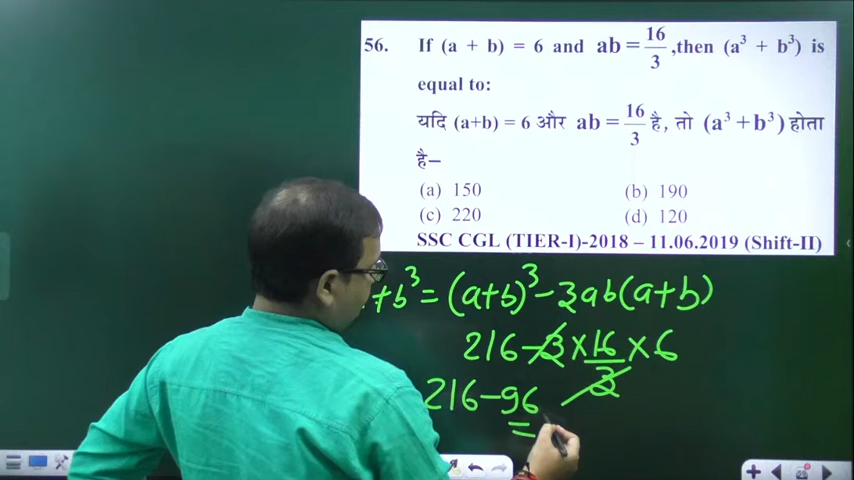 56. If (a + b) = 6 and ab = 16/3 ,then (a³ + b³) is
equal to:
यदि (a+b) = 6 और ab = 16/3 है, तो (a³+b³) होता
है–
(a) 150 (b) 190
(c) 220 (d) 120
SSC CGL (TIER-I)-2018 – 11.06.2019 (Shift-II)
+b³ = (a+b)³ – 3ab(a+b)
216 – 3 × 16/3 × 6
216 – 96
=